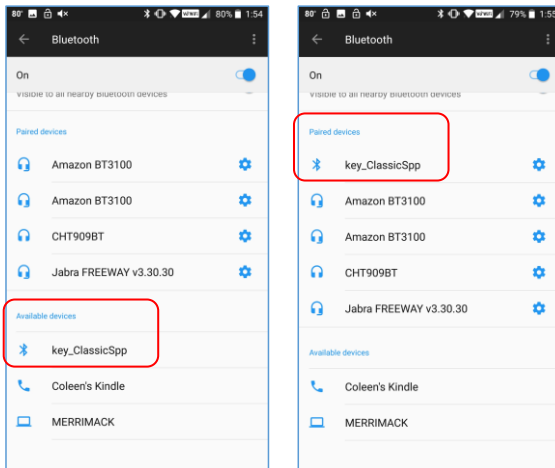 80° 80% 1:54
Bluetooth
On
Visible to all nearby Bluetooth devices
Paired devices
Amazon BT3100
Amazon BT3100
CHT909BT
Jabra FREEWAY v3.30.30
Available devices
key_ClassicSpp
Coleen's Kindle
MERRIMACK
80° 79% 1:55
Bluetooth
On
Visible to all nearby Bluetooth devices
Paired devices
key_ClassicSpp
Amazon BT3100
Amazon BT3100
CHT909BT
Jabra FREEWAY v3.30.30
Available devices
Coleen's Kindle
MERRIMACK